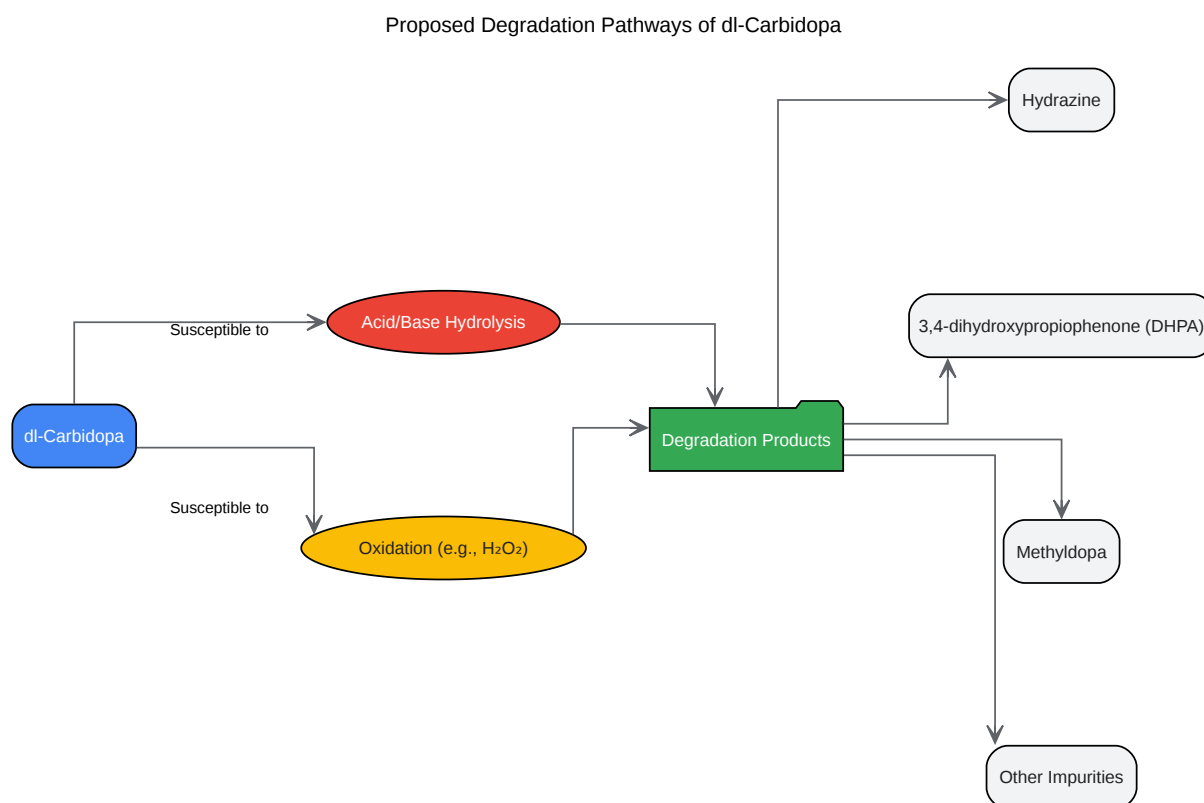 Proposed Degradation Pathways of dl-Carbidopa
Hydrazine
Acid/Base Hydrolysis
Susceptible to
3,4-dihydroxypropiophenone (DHPA)
dl-Carbidopa
Degradation Products
Susceptible to
Oxidation (e.g., H₂O₂)
Methyldopa
Other Impurities